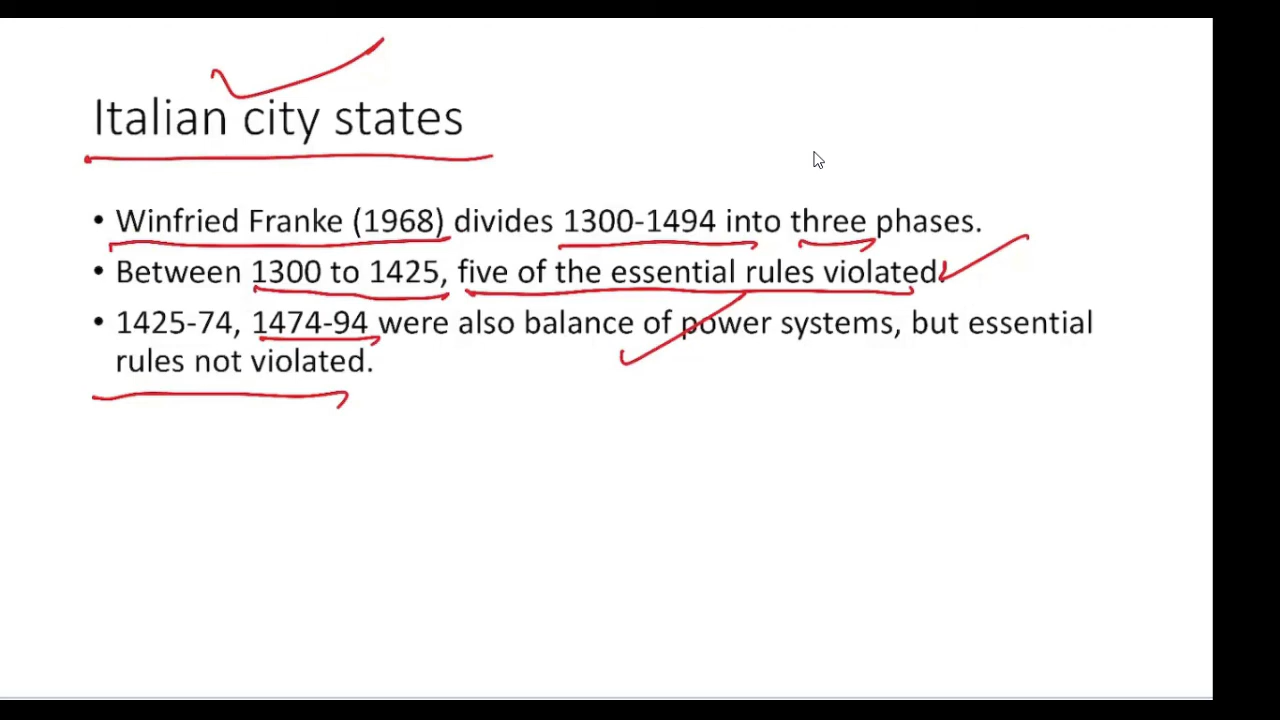 Italian city states
• Winfried Franke (1968) divides 1300-1494 into three phases.
• Between 1300 to 1425, five of the essential rules violated.
• 1425-74, 1474-94 were also balance of power systems, but essential
rules not violated.